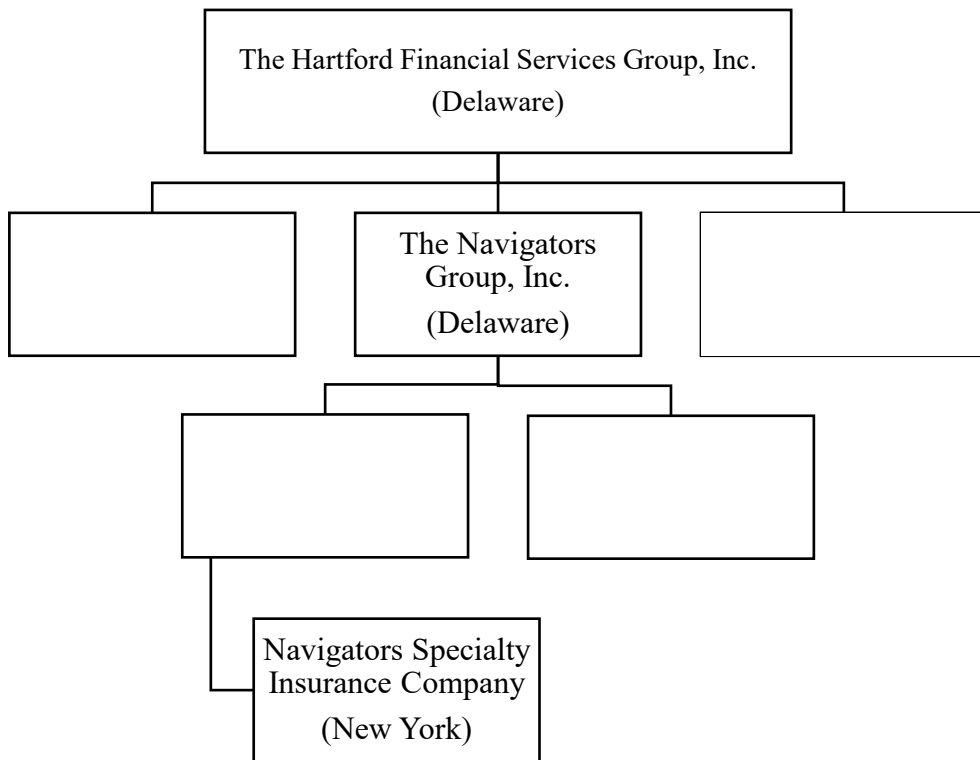 The Hartford Financial Services Group, Inc.
(Delaware)
The Navigators
Group, Inc.
(Delaware)
Navigators Specialty
Insurance Company
(New York)